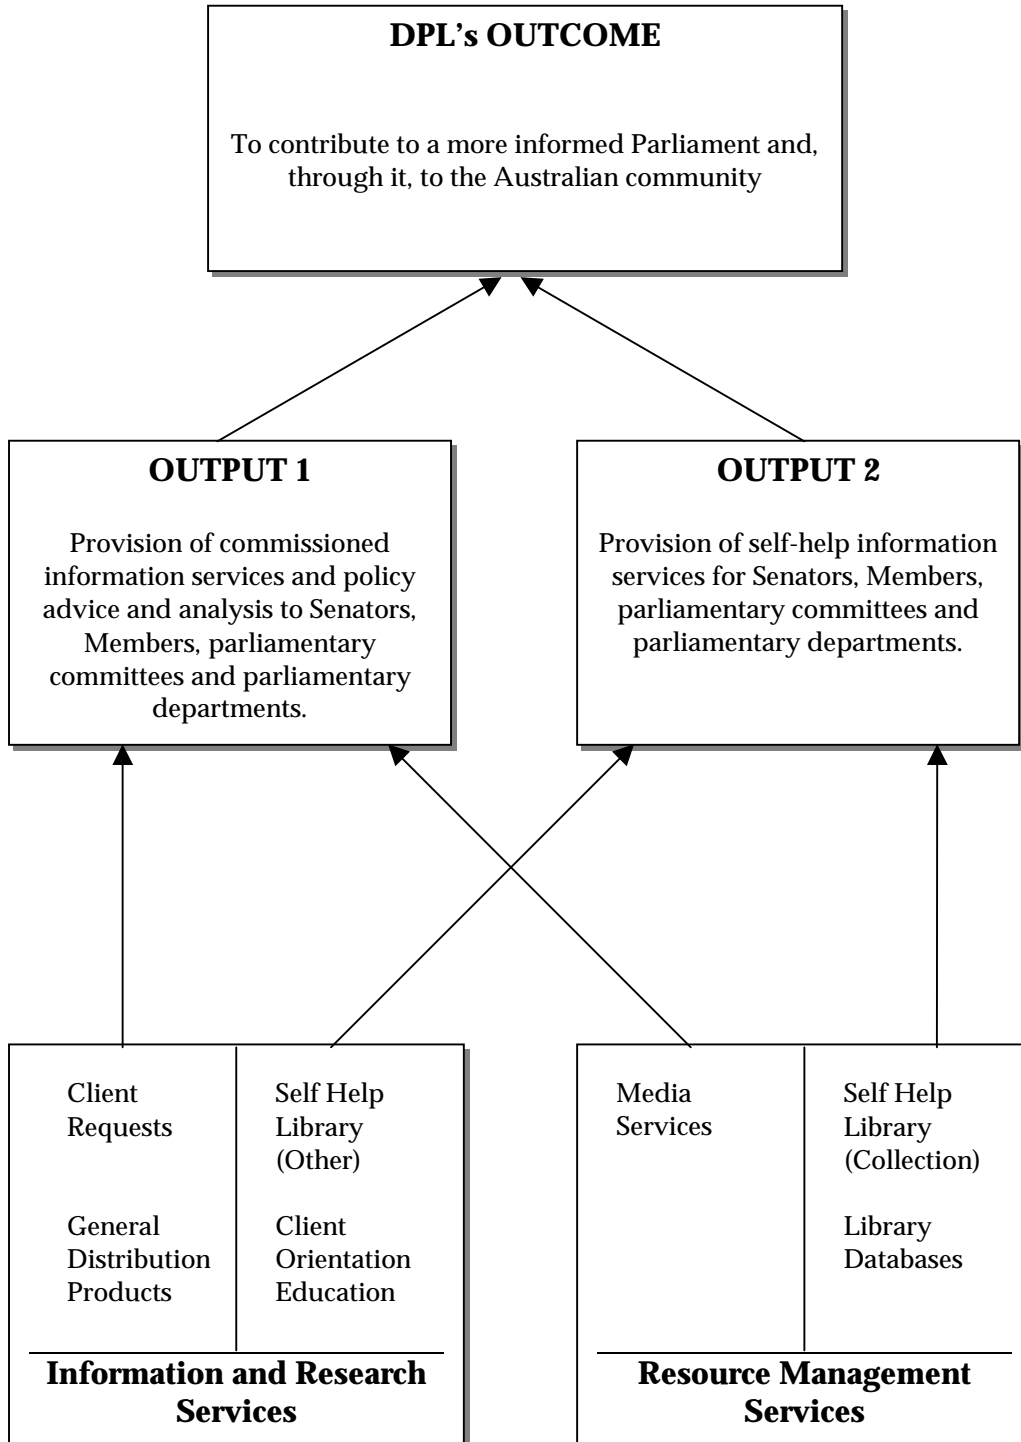 DPL's OUTCOME
To contribute to a more informed Parliament and,
through it, to the Australian community
OUTPUT 1
Provision of commissioned
information services and policy
advice and analysis to Senators,
Members, parliamentary
committees and parliamentary
departments.
OUTPUT 2
Provision of self-help information
services for Senators, Members,
parliamentary committees and
parliamentary departments.
Client
Requests
General
Distribution
Products
Self Help
Library
(Other)
Client
Orientation
Education
Information and Research
Services
Media
Services
Self Help
Library
(Collection)
Library
Databases
Resource Management
Services